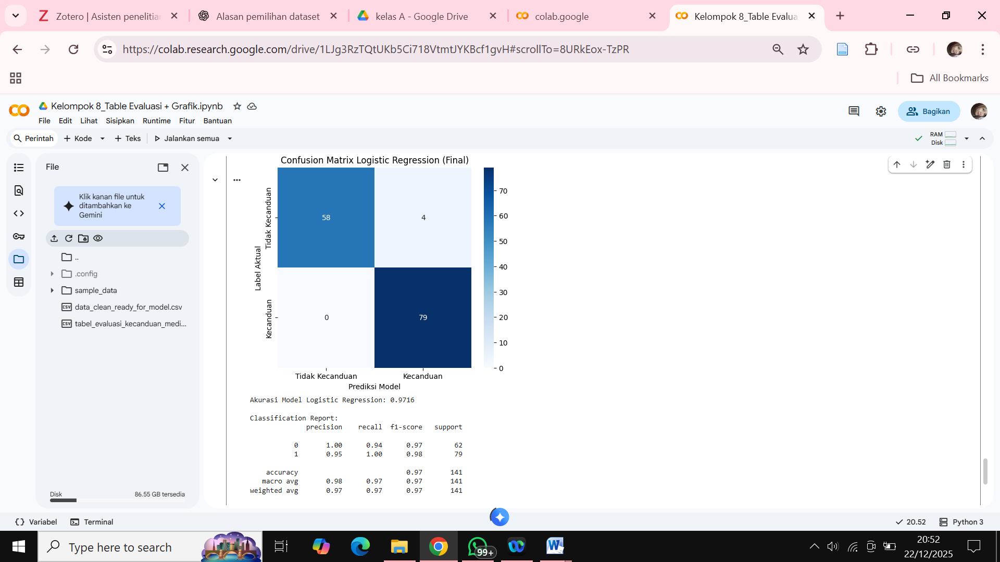 Zotero | Asisten penelitian
Alasan pemilihan dataset
kelas A - Google Drive
colab.google
Kelompok 8_Table Evalua
https://colab.research.google.com/drive/1LJg3RzTQtUKb5Ci718VtmtJYKBcf1gvH#scrollTo=8URkEox-TzPR
All Bookmarks
Kelompok 8_Table Evaluasi + Grafik.ipynb
File Edit Lihat Sisipkan Runtime Fitur Bantuan
Bagikan
Perintah + Kode + Teks Jalankan semua
RAM
Disk
File
Klik kanan file untuk
ditambahkan ke
Gemini
..
.config
sample_data
data_clean_ready_for_model.csv
tabel_evaluasi_kecanduan_medi...
Disk 86.55 GB tersedia
Confusion Matrix Logistic Regression (Final)
Label Aktual
Tidak Kecanduan
Kecanduan
58 4
0 79
70
60
50
40
30
20
10
0
Tidak Kecanduan Kecanduan
Prediksi Model
Akurasi Model Logistic Regression: 0.9716
Classification Report:
precision recall f1-score support
0 1.00 0.94 0.97 62
1 0.95 1.00 0.98 79
accuracy 0.97 141
macro avg 0.98 0.97 0.97 141
weighted avg 0.97 0.97 0.97 141
Variabel Terminal
20.52 Python 3
Type here to search
99+
20:52
22/12/2025